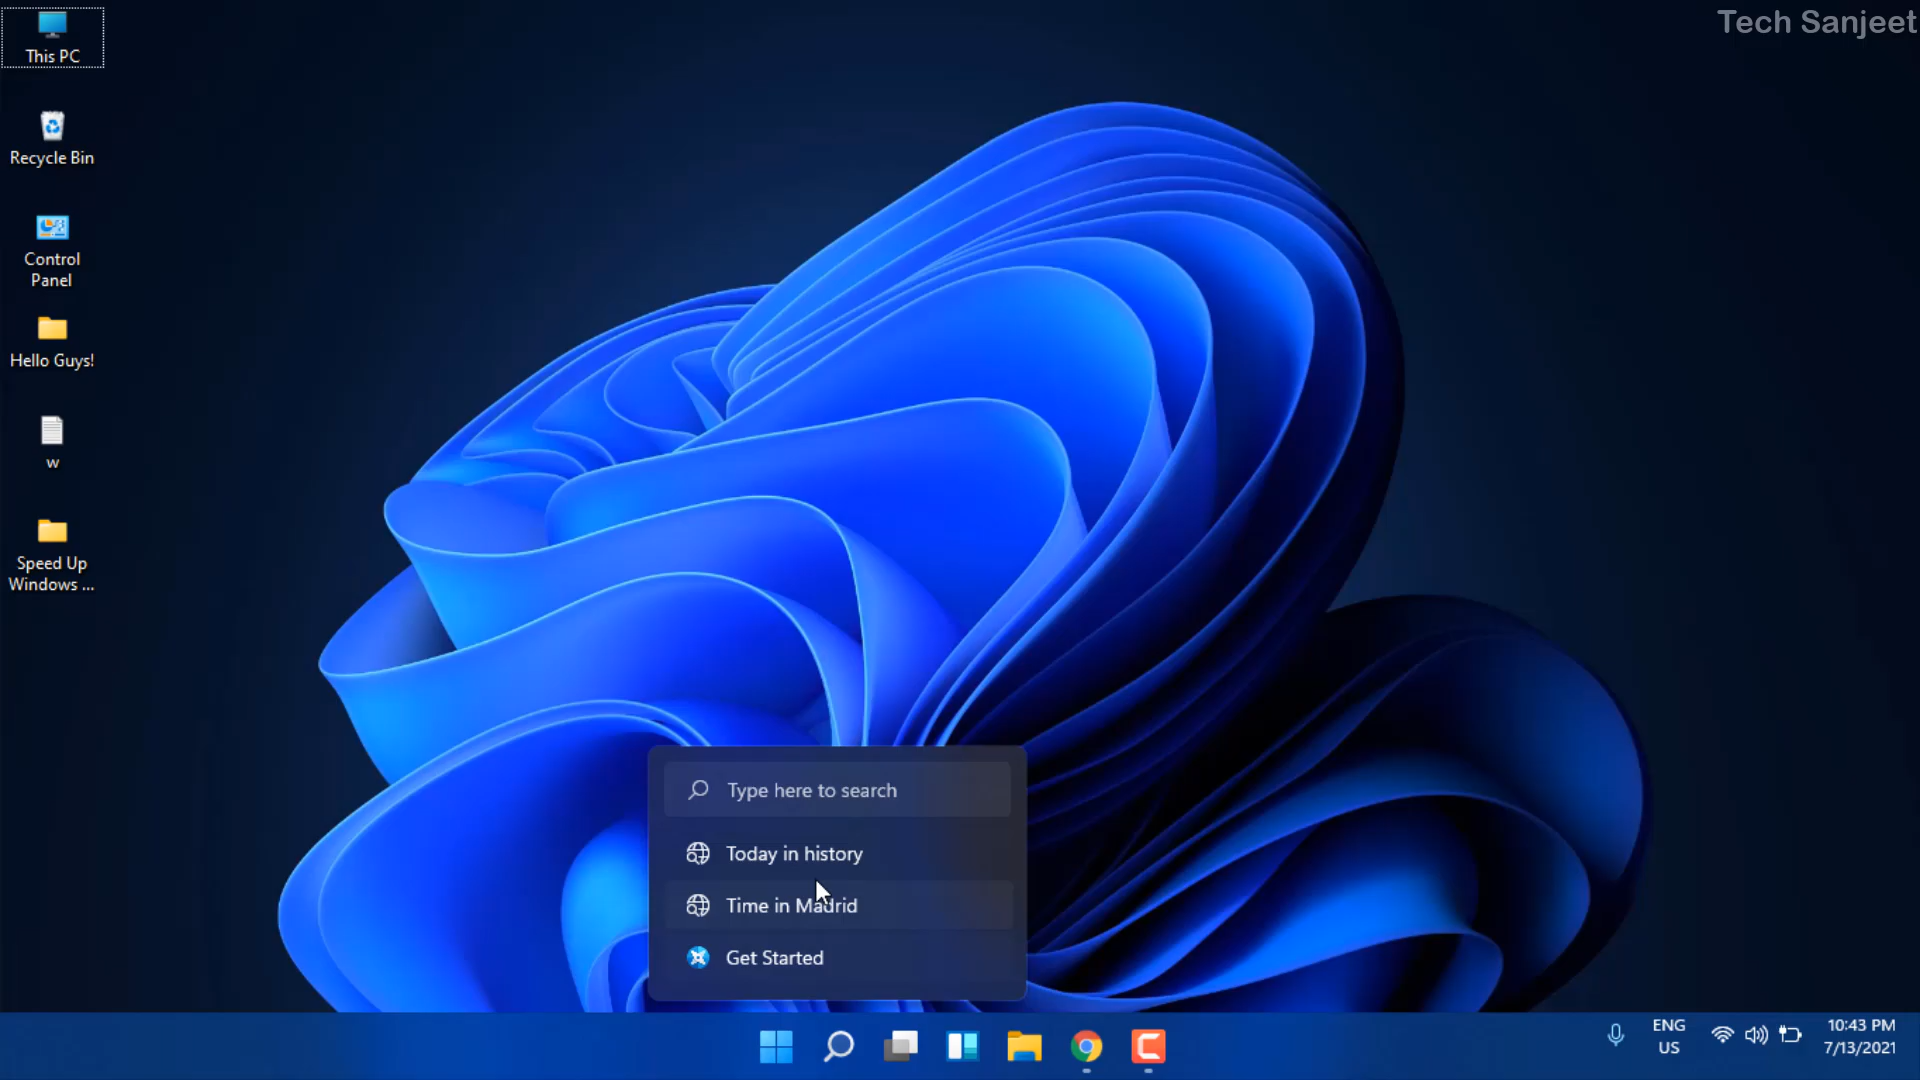 Tech Sanjeet
This PC
Recycle Bin
Control
Panel
Hello Guys!
w
Speed Up
Windows ...
Type here to search
Today in history
Time in Madrid
Get Started
ENG
US
10:43 PM
7/13/2021